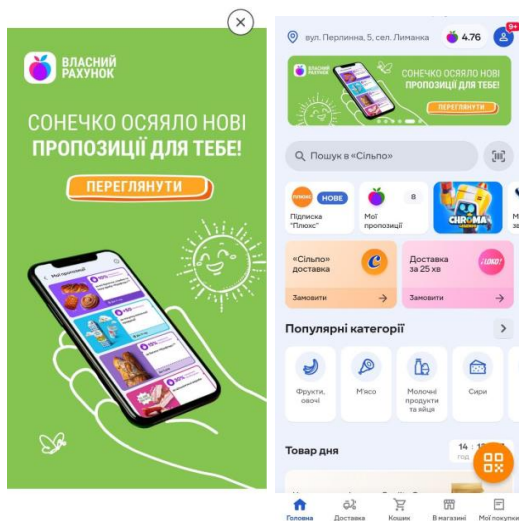 ВЛАСНИЙ
РАХУНОК
СОНЕЧКО ОСЯЯЛО НОВІ
ПРОПОЗИЦІЇ ДЛЯ ТЕБЕ!
ПЕРЕГЛЯНУТИ
Мої пропозиції
вул. Перлинна, 5, сел. Лиманка
4.76
9+
СОНЕЧКО ОСЯЯЛО НОВІ
ПРОПОЗИЦІЇ ДЛЯ ТЕБЕ!
ПЕРЕГЛЯНУТИ
Пошук в «Сільпо»
НОВЕ
Підписка
"Плюкс"
8
Мої
пропозиції
CHROMA
«Сільпо»
доставка
Замовити
Доставка
за 25 хв
LOKO!
Замовити
Популярні категорії
Фрукти,
овочі
М'ясо
Молочні
продукти
та яйця
Сири
Товар дня
14
год
Головна
Доставка
Кошик
В магазині
Мої покупки